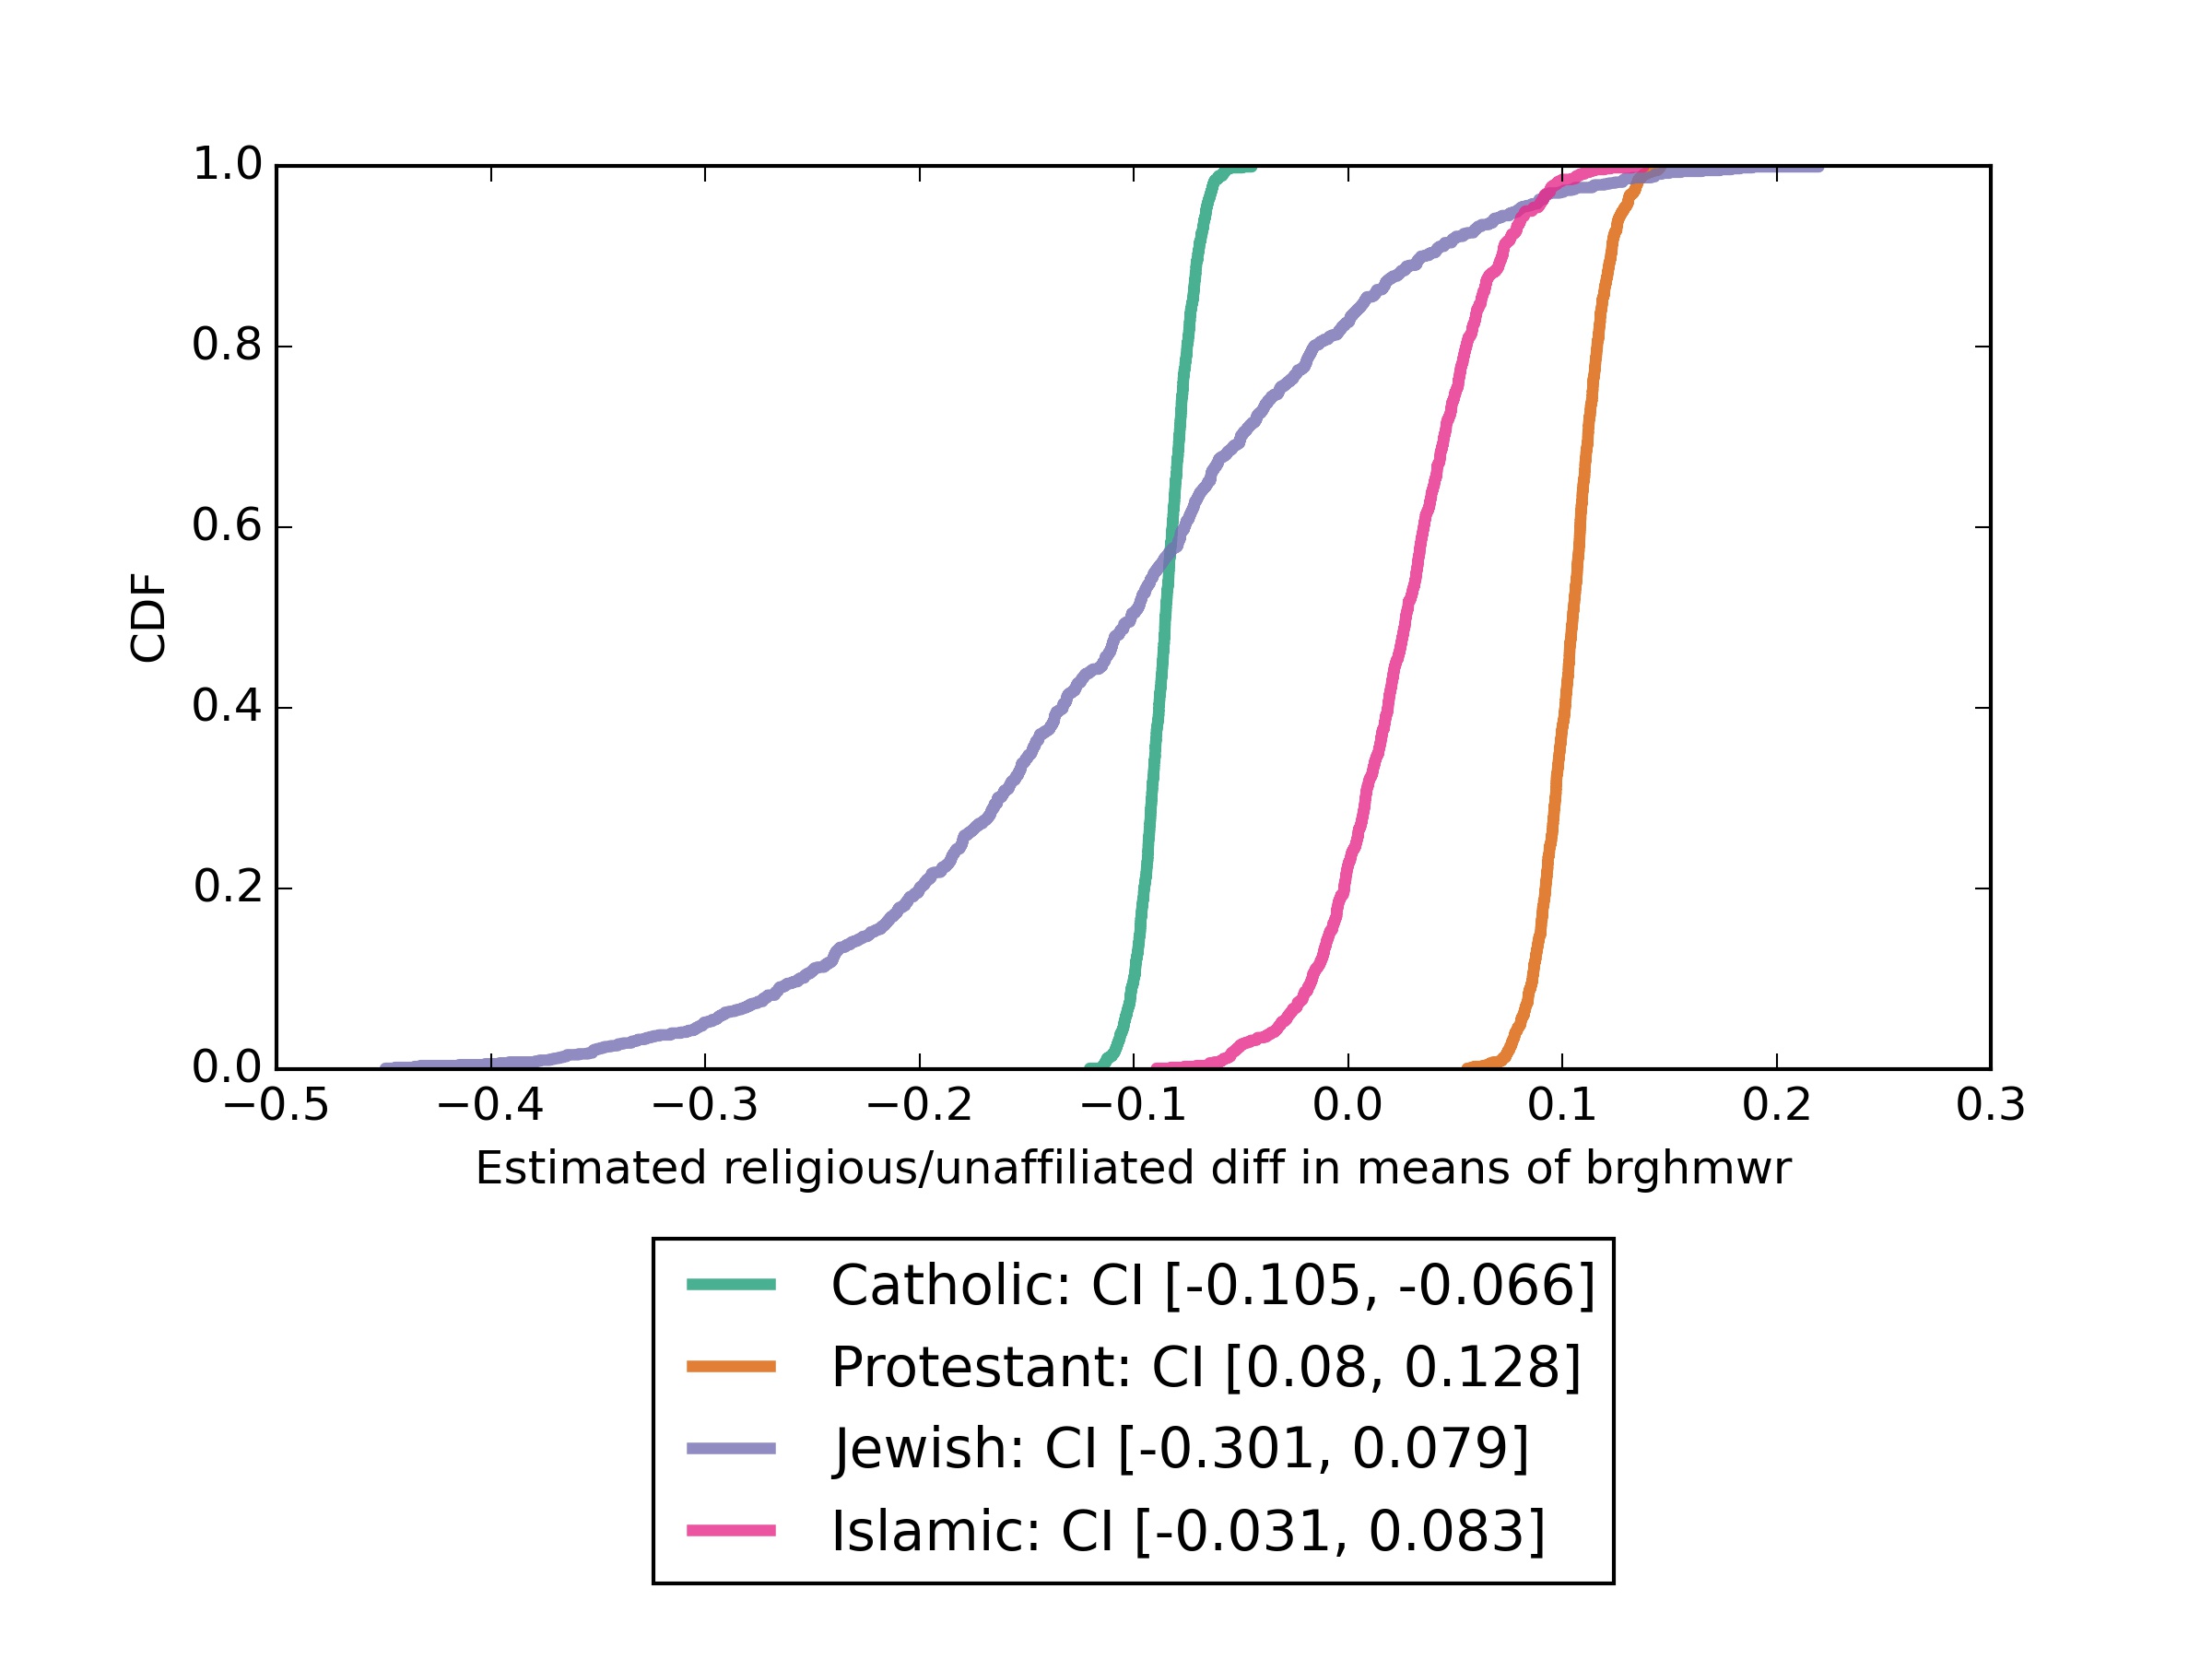 1.0
0.8
0.6
0.4
0.2
0.0
CDF
−0.5 −0.4 −0.3 −0.2 −0.1 0.0 0.1 0.2 0.3
Estimated religious/unaffiliated diff in means of brghmwr
Catholic: CI [-0.105, -0.066]
Protestant: CI [0.08, 0.128]
Jewish: CI [-0.301, 0.079]
Islamic: CI [-0.031, 0.083]